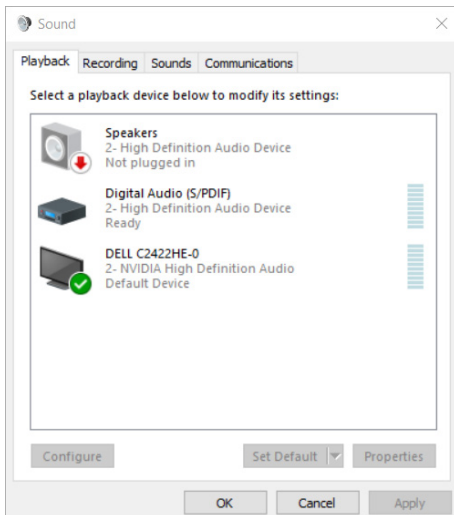 Sound
Playback Recording Sounds Communications
Select a playback device below to modify its settings:
Speakers
2- High Definition Audio Device
Not plugged in
Digital Audio (S/PDIF)
2- High Definition Audio Device
Ready
DELL C2422HE-0
2- NVIDIA High Definition Audio
Default Device
Configure Set Default Properties
OK Cancel Apply